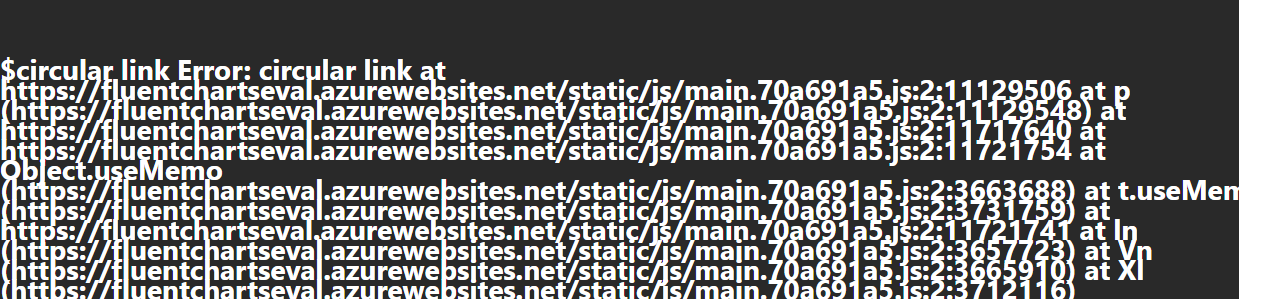 $circular link Error: circular link at
https://fluentchartseval.azurewebsites.net/static/js/main.70a691a5.js:2:11129506 at p
(https://fluentchartseval.azurewebsites.net/static/js/main.70a691a5.js:2:11129548) at
https://fluentchartseval.azurewebsites.net/static/js/main.70a691a5.js:2:11717640 at
https://fluentchartseval.azurewebsites.net/static/js/main.70a691a5.js:2:11721754 at
Object.useMemo
(https://fluentchartseval.azurewebsites.net/static/js/main.70a691a5.js:2:3663688) at t.useMem
(https://fluentchartseval.azurewebsites.net/static/js/main.70a691a5.js:2:3731759) at
https://fluentchartseval.azurewebsites.net/static/js/main.70a691a5.js:2:11721741 at ln
(https://fluentchartseval.azurewebsites.net/static/js/main.70a691a5.js:2:3657723) at Vn
(https://fluentchartseval.azurewebsites.net/static/js/main.70a691a5.js:2:3665910) at Xl
(https://fluentchartseval.azurewebsites.net/static/js/main.70a691a5.js:2:3712116)